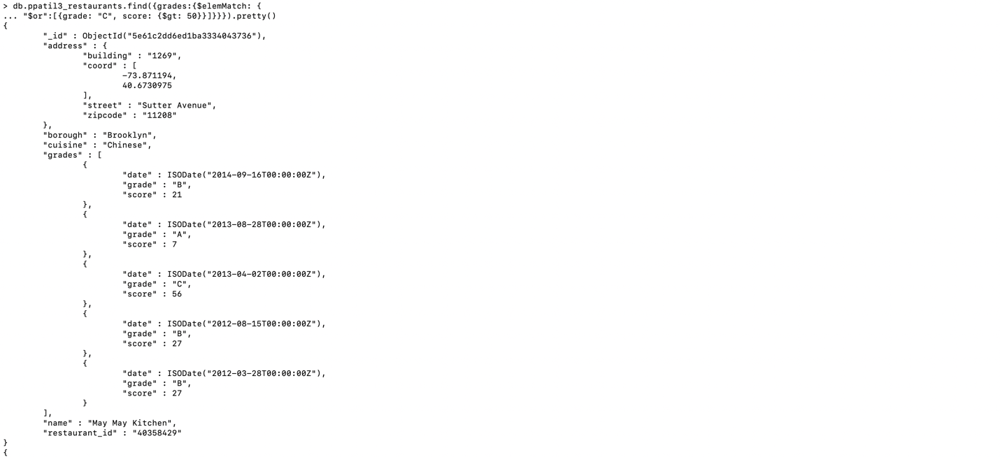 > db.ppatil3_restaurants.find({grades:{$elemMatch: {
... "$or":[{grade: "C", score: {$gt: 50}}]}}}).pretty()
{
        "_id" : ObjectId("5e61c2dd6ed1ba3334043736"),
        "address" : {
                "building" : "1269",
                "coord" : [
                        -73.871194,
                        40.6730975
                ],
                "street" : "Sutter Avenue",
                "zipcode" : "11208"
        },
        "borough" : "Brooklyn",
        "cuisine" : "Chinese",
        "grades" : [
                {
                        "date" : ISODate("2014-09-16T00:00:00Z"),
                        "grade" : "B",
                        "score" : 21
                },
                {
                        "date" : ISODate("2013-08-28T00:00:00Z"),
                        "grade" : "A",
                        "score" : 7
                },
                {
                        "date" : ISODate("2013-04-02T00:00:00Z"),
                        "grade" : "C",
                        "score" : 56
                },
                {
                        "date" : ISODate("2012-08-15T00:00:00Z"),
                        "grade" : "B",
                        "score" : 27
                },
                {
                        "date" : ISODate("2012-03-28T00:00:00Z"),
                        "grade" : "B",
                        "score" : 27
                }
        ],
        "name" : "May May Kitchen",
        "restaurant_id" : "40358429"
}
{